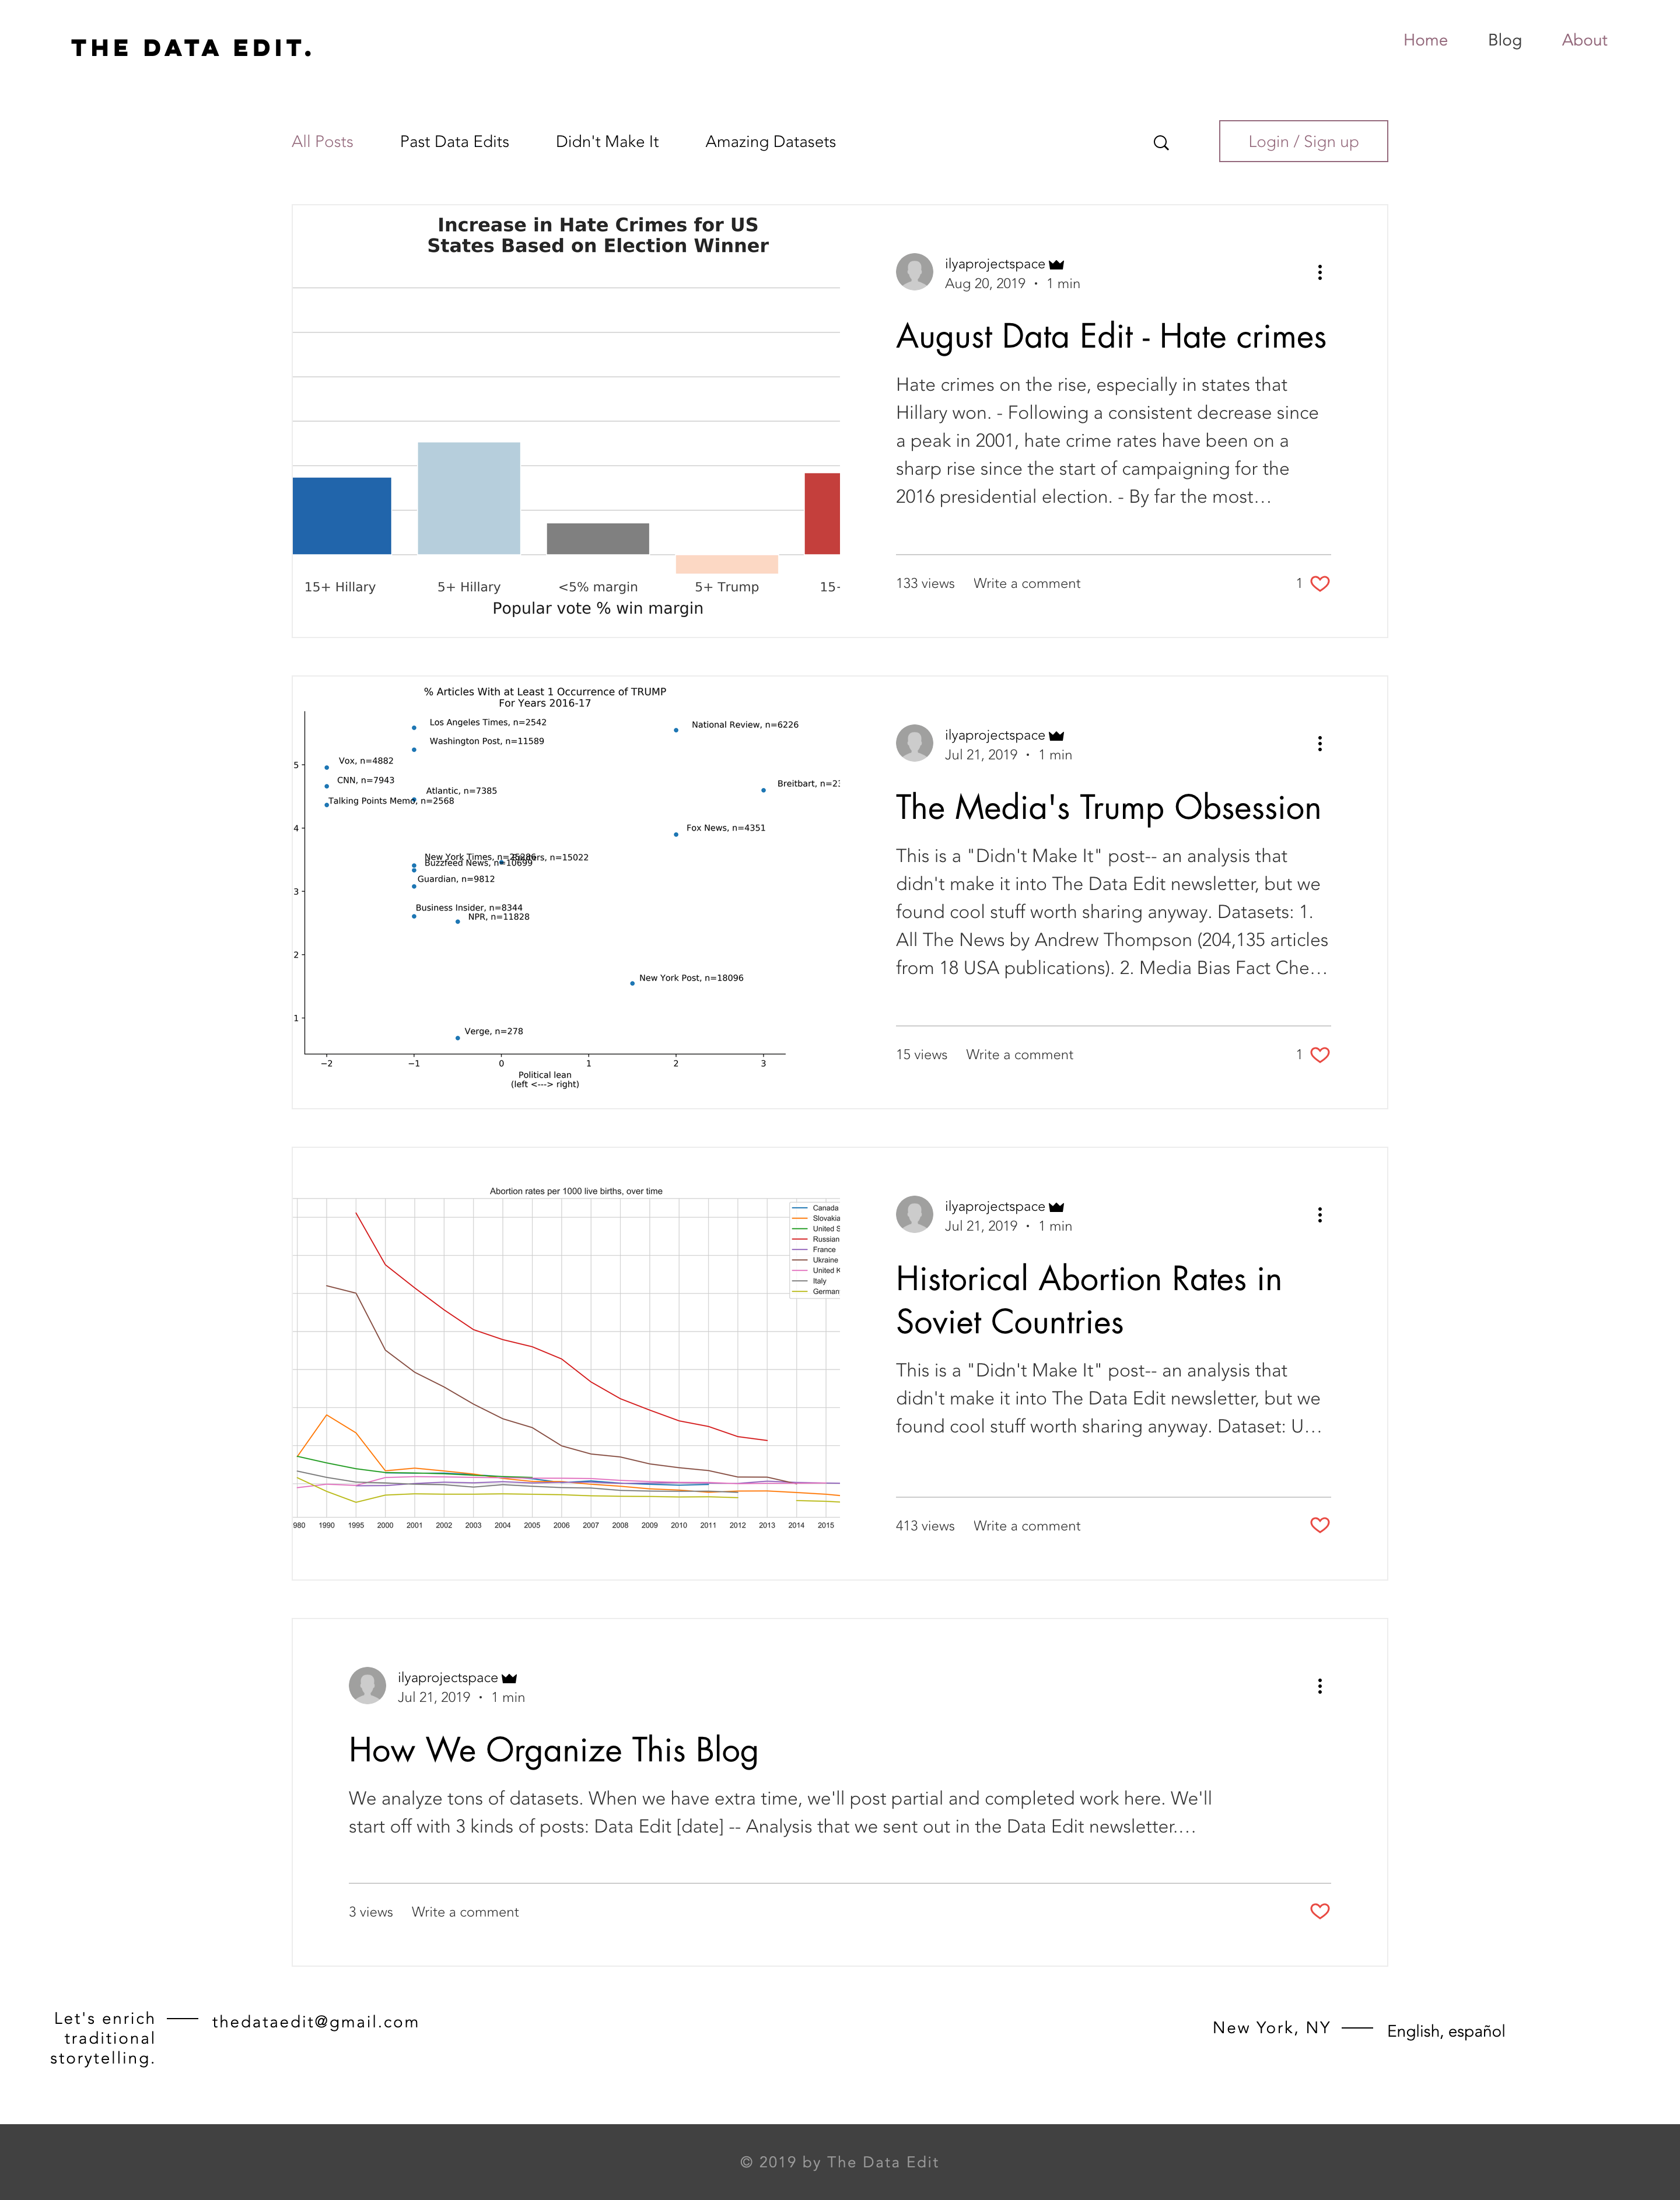 THE DATA EDIT.
Home Blog About
All Posts Past Data Edits Didn't Make It Amazing Datasets Login / Sign up
Increase in Hate Crimes for US
States Based on Election Winner
15+ Hillary 5+ Hillary <5% margin 5+ Trump 15-
Popular vote % win margin
ilyaprojectspace
Aug 20, 2019 · 1 min
August Data Edit - Hate crimes
Hate crimes on the rise, especially in states that
Hillary won. - Following a consistent decrease since
a peak in 2001, hate crime rates have been on a
sharp rise since the start of campaigning for the
2016 presidential election. - By far the most…
133 views Write a comment 1
% Articles With at Least 1 Occurrence of TRUMP
For Years 2016-17
Los Angeles Times, n=2542
National Review, n=6226
Washington Post, n=11589
Vox, n=4882
CNN, n=7943
Breitbart, n=23
Atlantic, n=7385
Talking Points Memo, n=2568
Fox News, n=4351
New York Times, n= n=15022
Buzzfeed News, n=10699
Guardian, n=9812
Business Insider, n=8344
NPR, n=11828
New York Post, n=18096
Verge, n=278
5
4
3
2
1
−2 −1 0 1 2 3
Political lean
(left <---> right)
ilyaprojectspace
Jul 21, 2019 · 1 min
The Media's Trump Obsession
This is a "Didn't Make It" post-- an analysis that
didn't make it into The Data Edit newsletter, but we
found cool stuff worth sharing anyway. Datasets: 1.
All The News by Andrew Thompson (204,135 articles
from 18 USA publications). 2. Media Bias Fact Che…
15 views Write a comment 1
Abortion rates per 1000 live births, over time
Canada
Slovakia
United S
Russian
France
Ukraine
United K
Italy
German
980 1990 1995 2000 2001 2002 2003 2004 2005 2006 2007 2008 2009 2010 2011 2012 2013 2014 2015
ilyaprojectspace
Jul 21, 2019 · 1 min
Historical Abortion Rates in
Soviet Countries
This is a "Didn't Make It" post-- an analysis that
didn't make it into The Data Edit newsletter, but we
found cool stuff worth sharing anyway. Dataset: U…
413 views Write a comment
ilyaprojectspace
Jul 21, 2019 · 1 min
How We Organize This Blog
We analyze tons of datasets. When we have extra time, we'll post partial and completed work here. We'll
start off with 3 kinds of posts: Data Edit [date] -- Analysis that we sent out in the Data Edit newsletter.…
3 views Write a comment
Let's enrich
traditional
storytelling.
thedataedit@gmail.com
New York, NY
English, español
© 2019 by The Data Edit